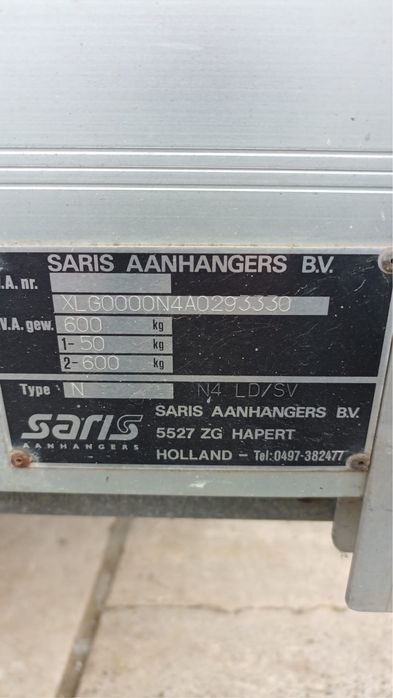 SARIS AANHANGERS B.V.
.A. nr.
XLG0000N4A0293330
.V.A. gew. 600 kg
1- 50 kg
2- 600 kg
Type N N4 LD/SV
SARIS AANHANGERS B.V.
saris
AANHANGERS
5527 ZG HAPERT
HOLLAND - Tel:0497-382477